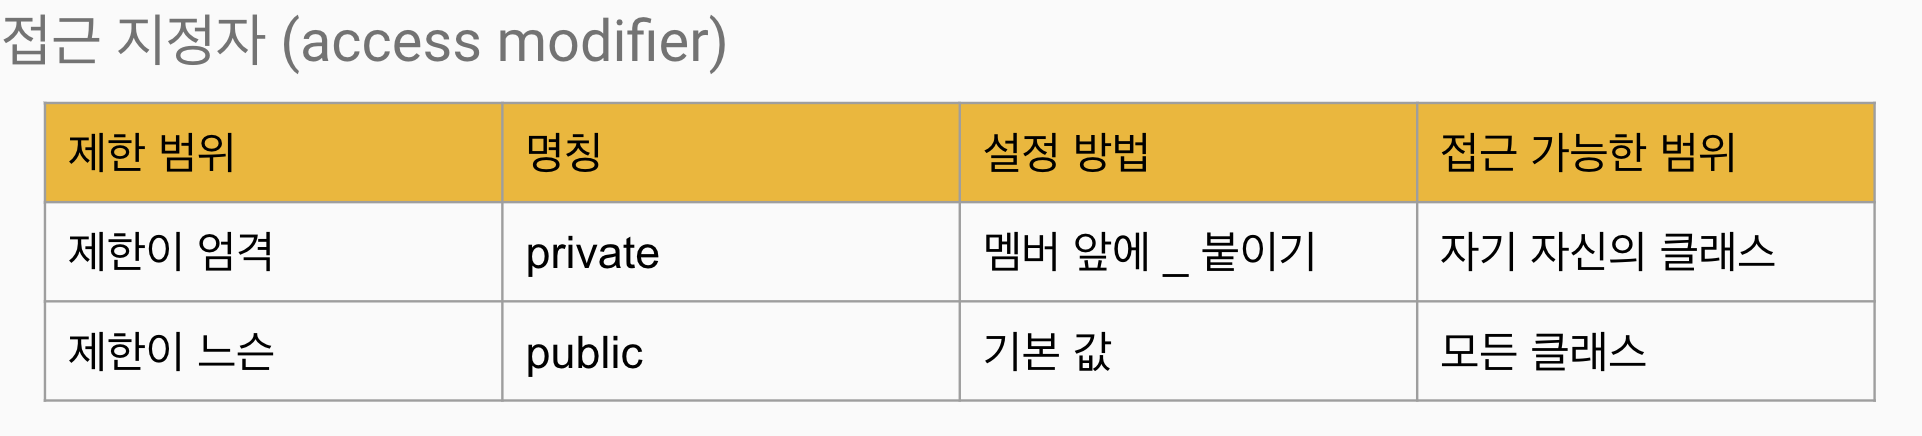 접근 지정자 (access modifier)
제한 범위 명칭 설정 방법 접근 가능한 범위
제한이 엄격 private 멤버 앞에 _ 붙이기 자기 자신의 클래스
제한이 느슨 public 기본 값 모든 클래스